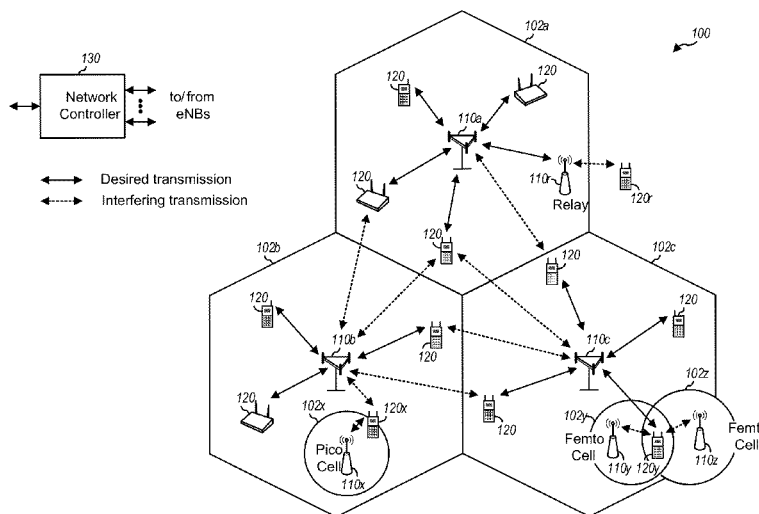 102a
100
130
Network
Controller
to/from
eNBs
120
120
110a
Desired transmission
Interfering transmission
120
110r
Relay
120r
102b
120
102c
120
120
120
110b
120
110c
120
120
102x
120x
120
102y
102z
Pico
Cell
110x
Femto
Cell
110y
120y
110z
Femto
Cell